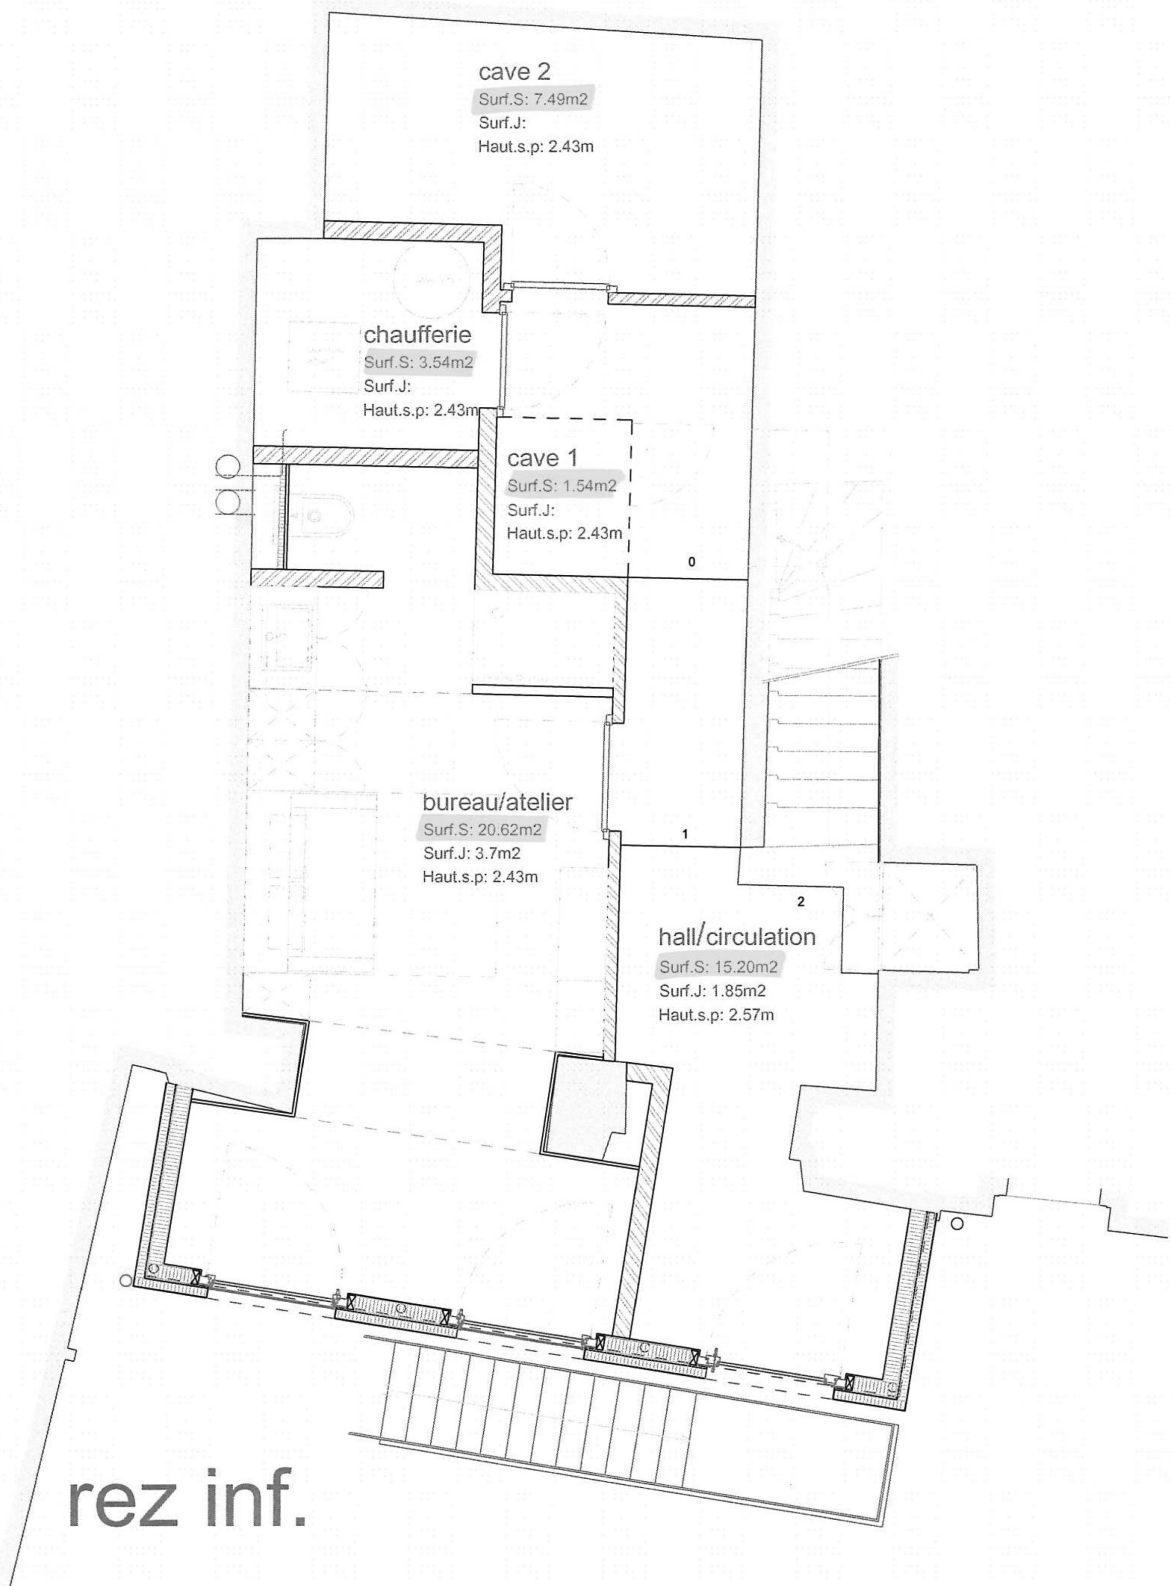 cave 2
Surf.S: 7.49m2
Surf.J:
Haut.s.p: 2.43m
chaufferie
Surf.S: 3.54m2
Surf.J:
Haut.s.p: 2.43m
cave 1
Surf.S: 1.54m2
Surf.J:
Haut.s.p: 2.43m
0
bureau/atelier
Surf.S: 20.62m2
Surf.J: 3.7m2
Haut.s.p: 2.43m
1
2
hall/circulation
Surf.S: 15.20m2
Surf.J: 1.85m2
Haut.s.p: 2.57m
rez inf.